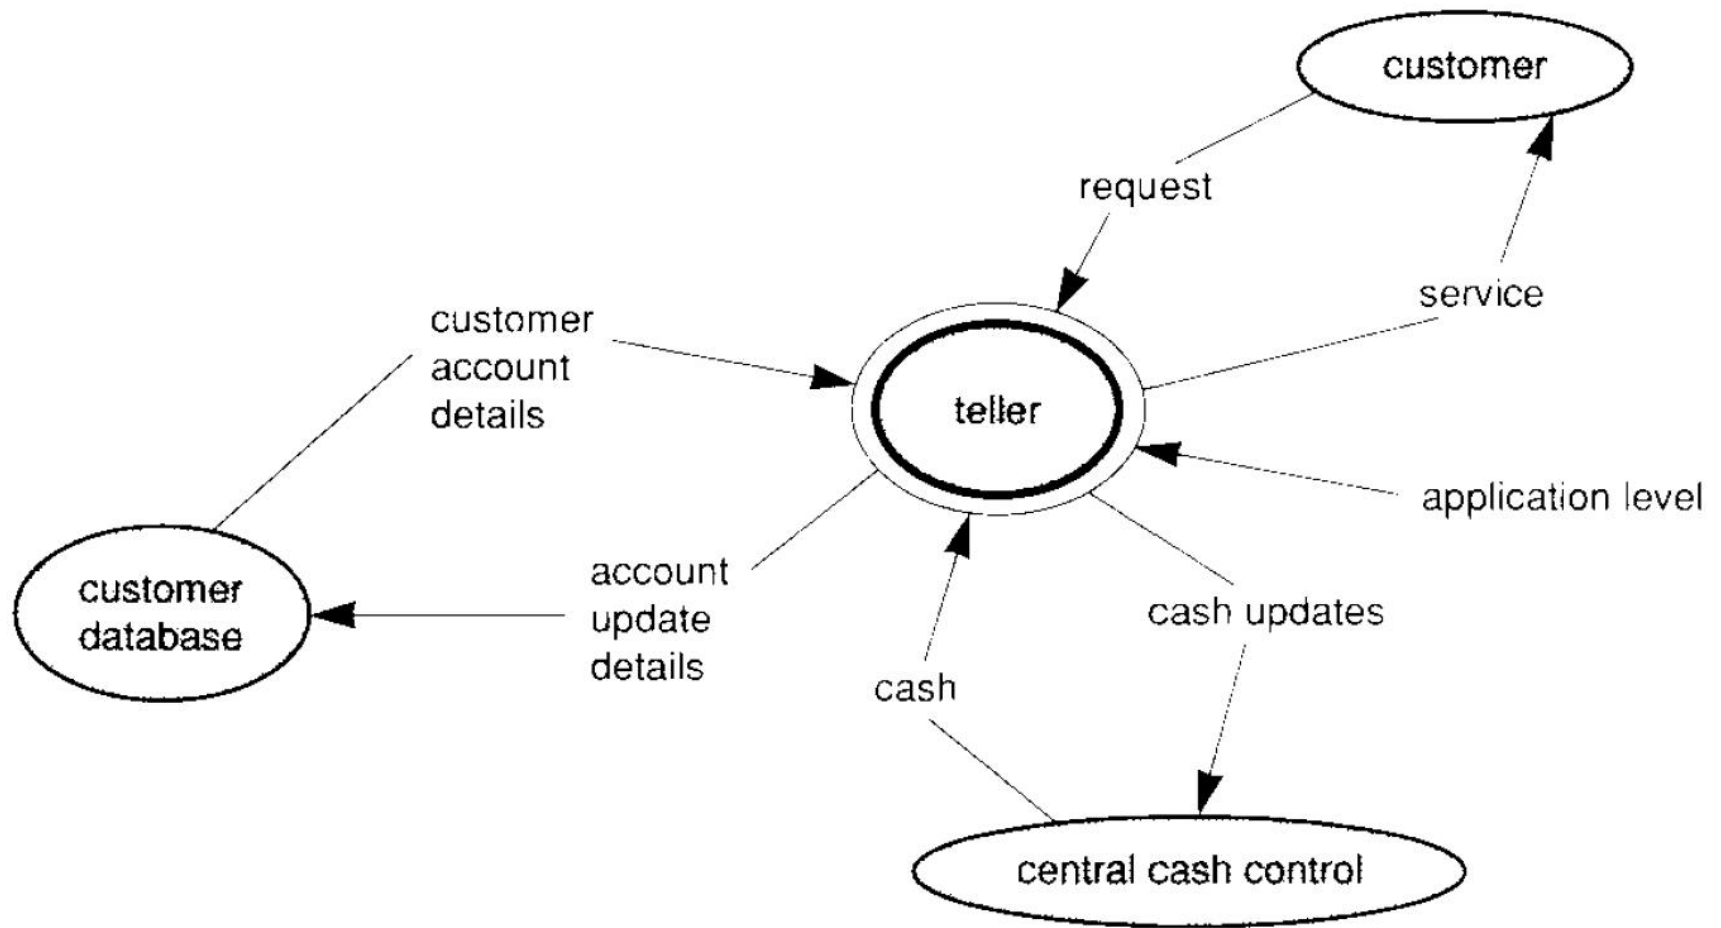 customer
request
service
customer
account
details
teller
application level
customer
database
account
update
details
cash updates
cash
central cash control